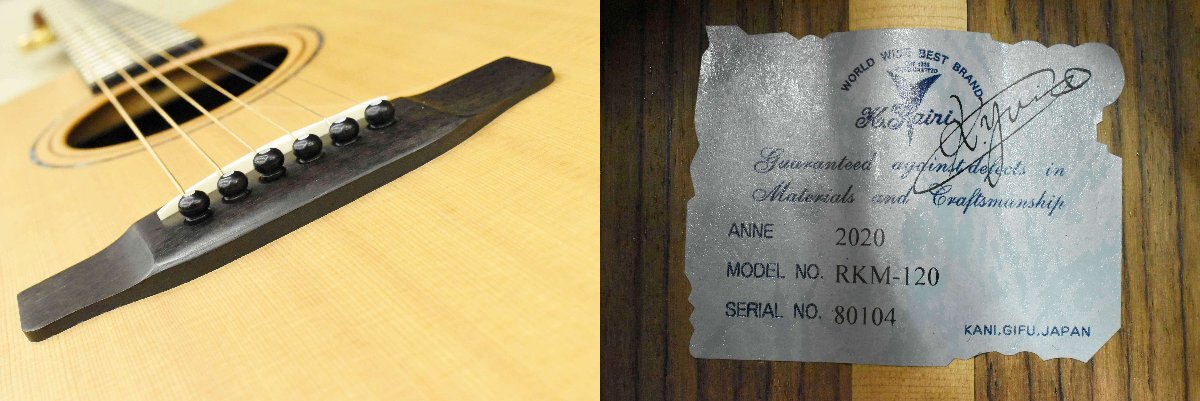 WORLD WIDE BEST BRAND
K.Yairi
K.Yairi
Guaranteed against defects in
Materials and Craftsmanship
ANNE 2020
MODEL NO. RKM-120
SERIAL NO. 80104
KANI.GIFU.JAPAN